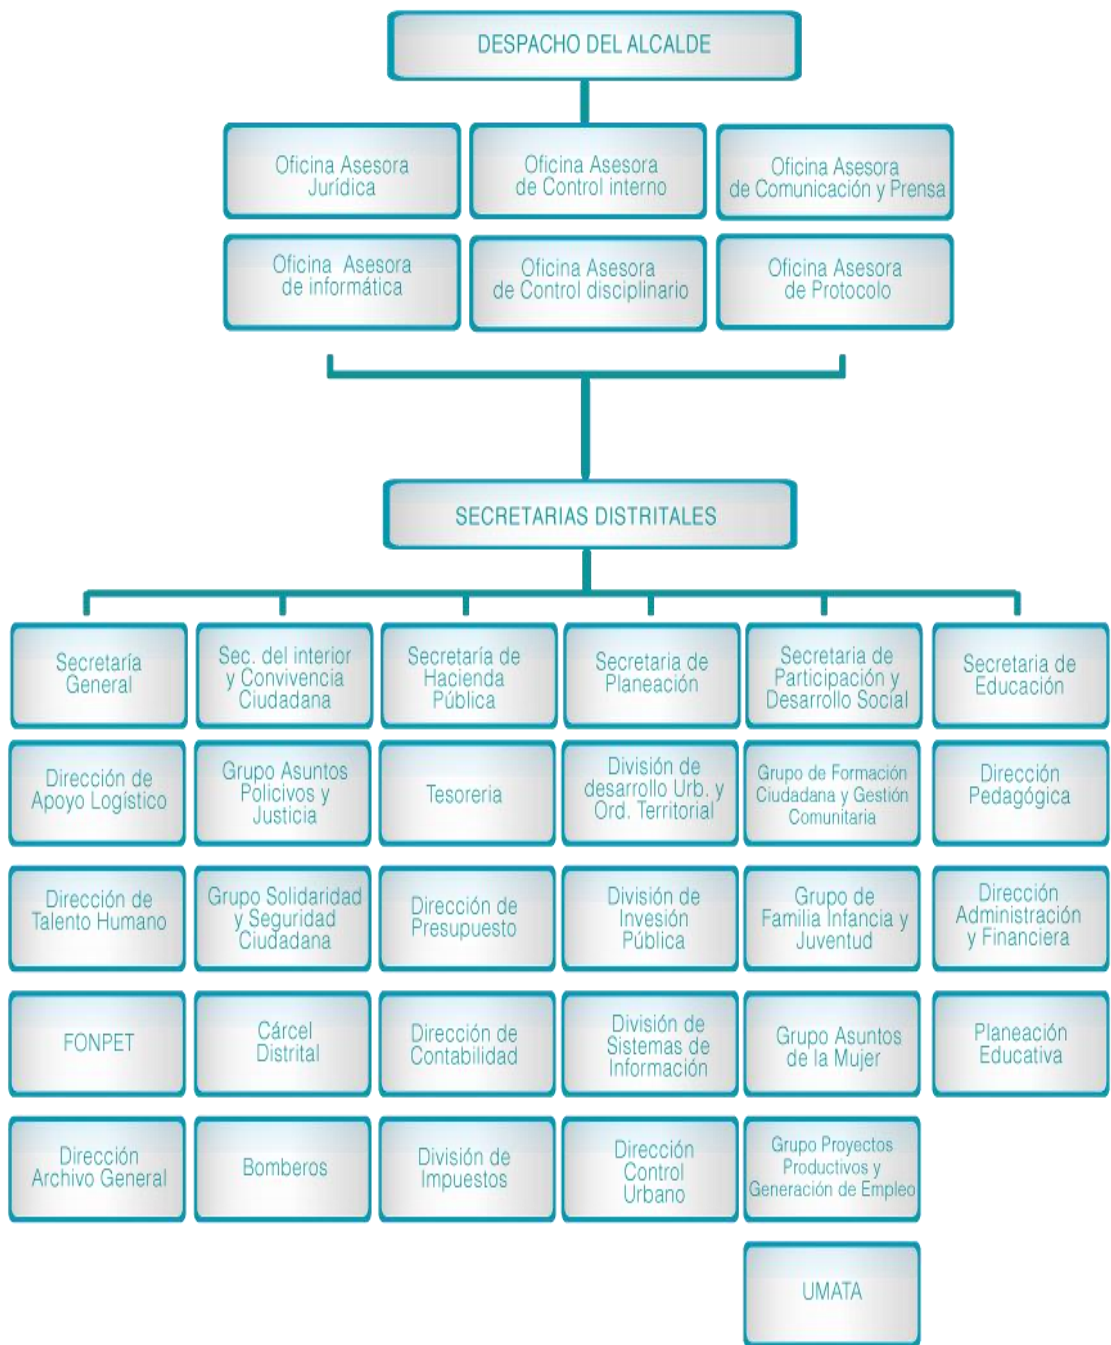 DESPACHO DEL ALCALDE
Oficina Asesora
Jurídica
Oficina Asesora
de Control interno
Oficina Asesora
de Comunicación y Prensa
Oficina Asesora
de informática
Oficina Asesora
de Control disciplinario
Oficina Asesora
de Protocolo
SECRETARIAS DISTRITALES
Secretaría
General
Sec. del interior
y Convivencia
Ciudadana
Secretaría de
Hacienda
Pública
Secretaria de
Planeación
Secretaria de
Participación y
Desarrollo Social
Secretaria de
Educación
Dirección de
Apoyo Logístico
Grupo Asuntos
Policivos y
Justicia
Tesoreria
División de
desarrollo Urb. y
Ord. Territorial
Grupo de Formación
Ciudadana y Gestión
Comunitaria
Dirección
Pedagógica
Dirección de
Talento Humano
Grupo Solidaridad
y Seguridad
Ciudadana
Dirección de
Presupuesto
División de
Invesión
Pública
Grupo de
Familia Infancia y
Juventud
Dirección
Administración
y Financiera
FONPET
Cárcel
Distrital
Dirección de
Contabilidad
División de
Sistemas de
Información
Grupo Asuntos
de la Mujer
Planeación
Educativa
Dirección
Archivo General
Bomberos
División de
Impuestos
Dirección
Control
Urbano
Grupo Proyectos
Productivos y
Generación de Empleo
UMATA